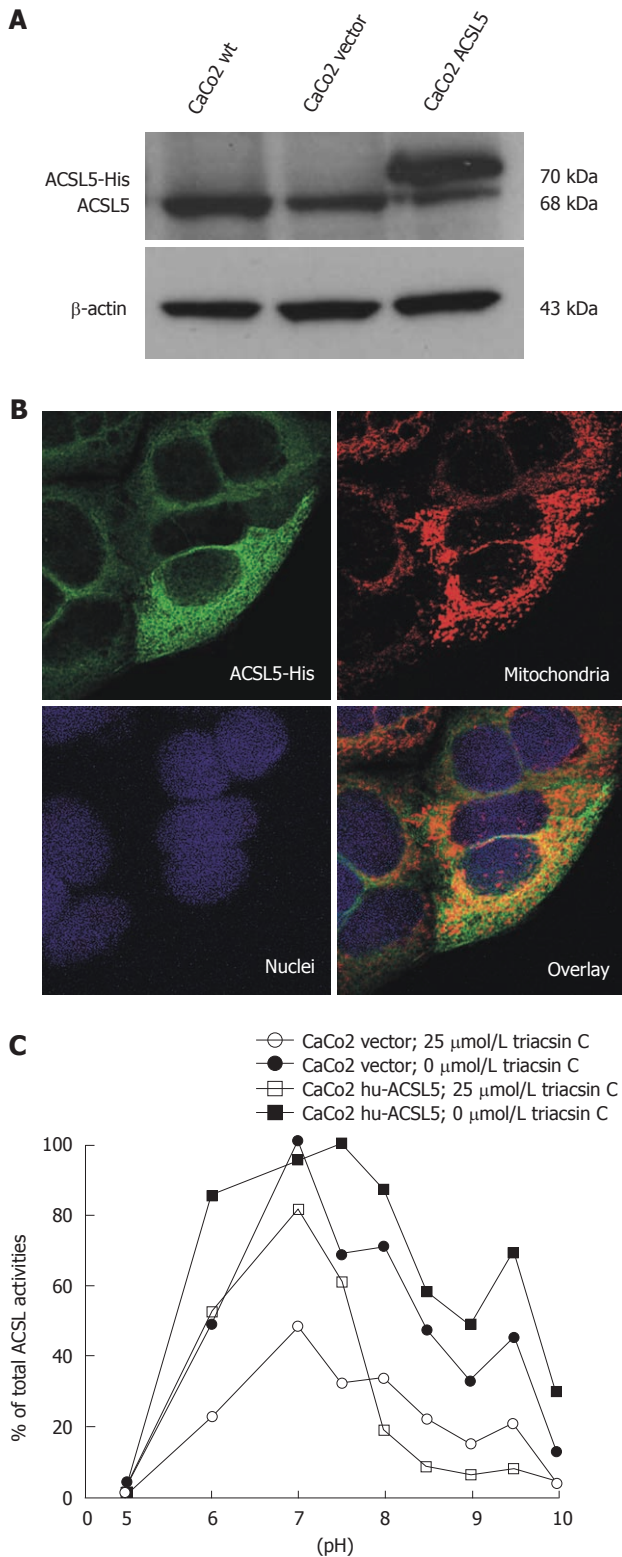 A
CaCo2 wt
CaCo2 vector
CaCo2 ACSL5
ACSL5-His
ACSL5
70 kDa
68 kDa
β-actin
43 kDa
B
ACSL5-His
Mitochondria
Nuclei
Overlay
C
CaCo2 vector; 25 μmol/L triacsin C
CaCo2 vector; 0 μmol/L triacsin C
CaCo2 hu-ACSL5; 25 μmol/L triacsin C
CaCo2 hu-ACSL5; 0 μmol/L triacsin C
% of total ACSL activities
100
80
60
40
20
0
0 5 6 7 8 9 10
(pH)